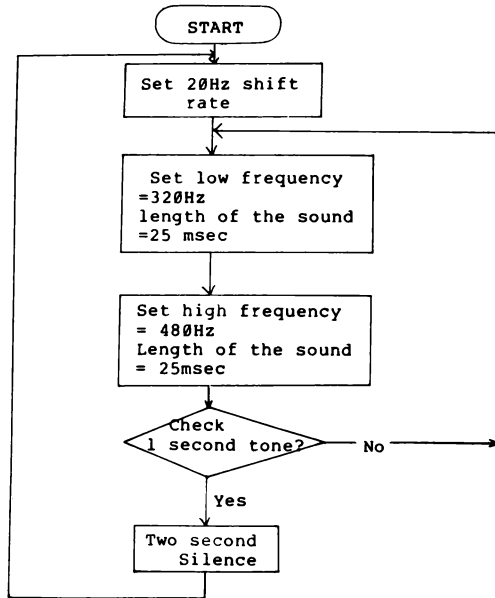 START
Set 20Hz shift
rate
Set low frequency
=320Hz
length of the sound
=25 msec
Set high frequency
= 480Hz
Length of the sound
= 25msec
Check
1 second tone?
No
Yes
Two second
Silence